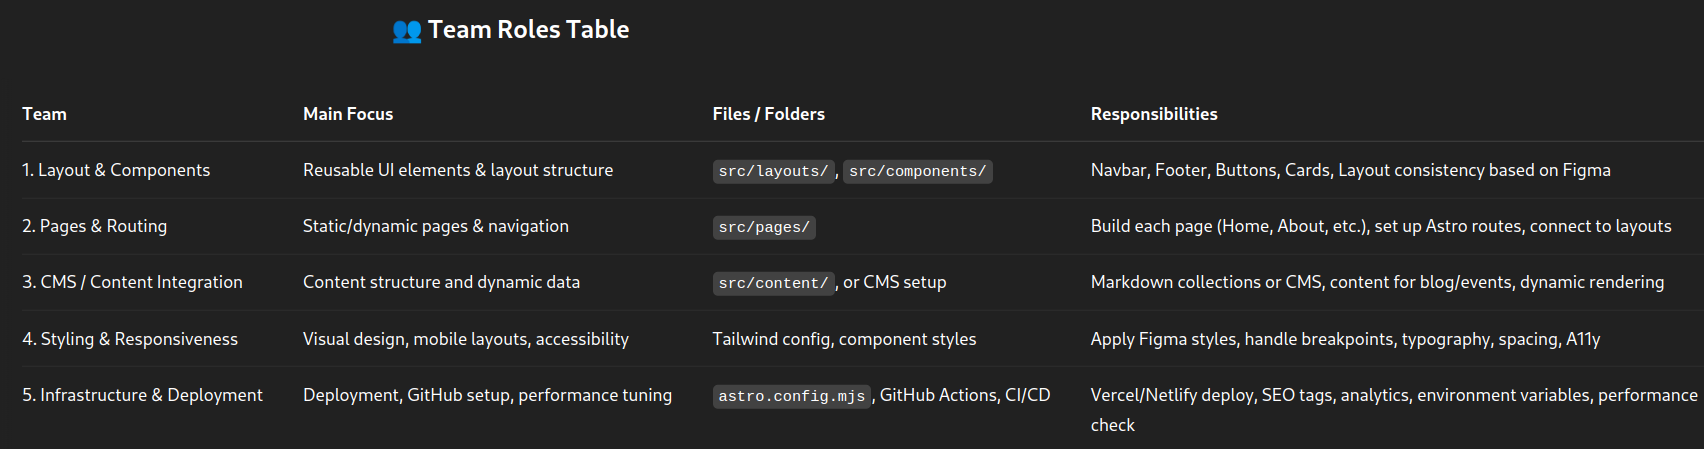 👥 Team Roles Table
Team Main Focus Files / Folders Responsibilities
1. Layout & Components Reusable UI elements & layout structure src/layouts/, src/components/ Navbar, Footer, Buttons, Cards, Layout consistency based on Figma
2. Pages & Routing Static/dynamic pages & navigation src/pages/ Build each page (Home, About, etc.), set up Astro routes, connect to layouts
3. CMS / Content Integration Content structure and dynamic data src/content/, or CMS setup Markdown collections or CMS, content for blog/events, dynamic rendering
4. Styling & Responsiveness Visual design, mobile layouts, accessibility Tailwind config, component styles Apply Figma styles, handle breakpoints, typography, spacing, A11y
5. Infrastructure & Deployment Deployment, GitHub setup, performance tuning astro.config.mjs, GitHub Actions, CI/CD Vercel/Netlify deploy, SEO tags, analytics, environment variables, performance
check